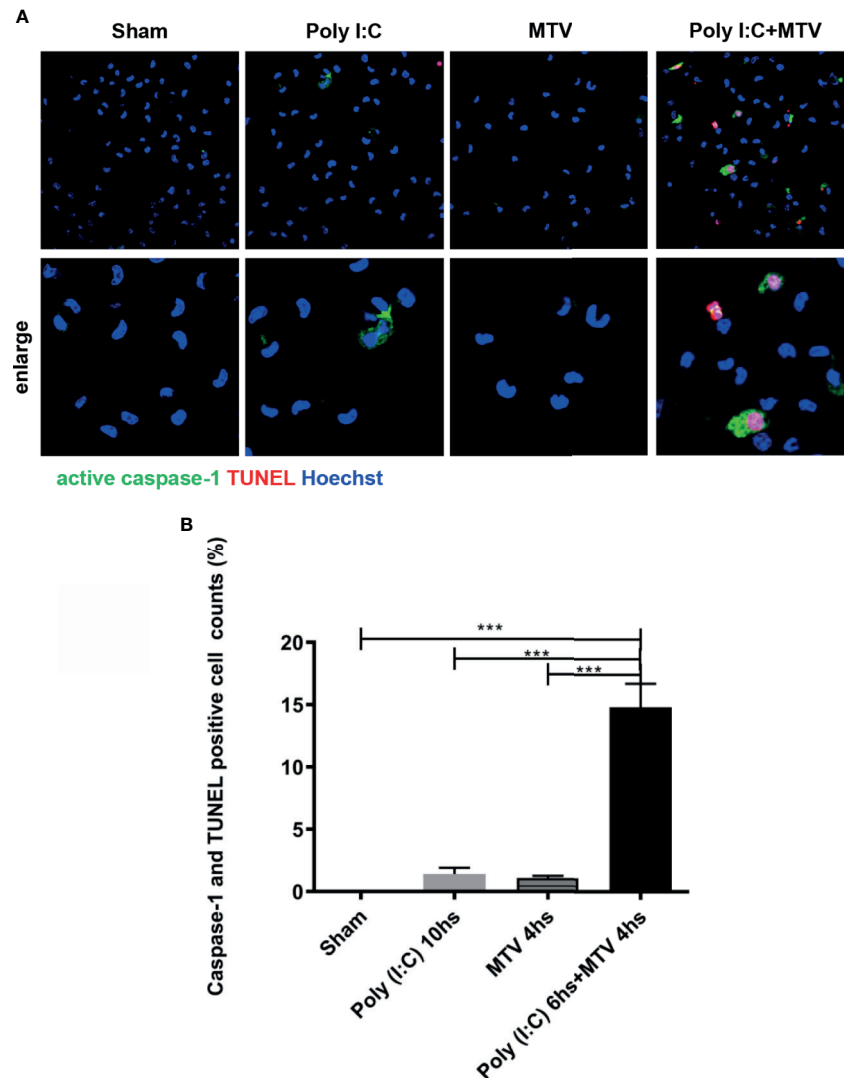 A
Sham Poly I:C MTV Poly I:C+MTV
enlarge
active caspase-1 TUNEL Hoechst
B
Caspase-1 and TUNEL positive cell counts (%)
20
15
10
5
0
***
***
***
Sham
Poly (I:C) 10hs
MTV 4hs
Poly (I:C) 6hs+MTV 4hs